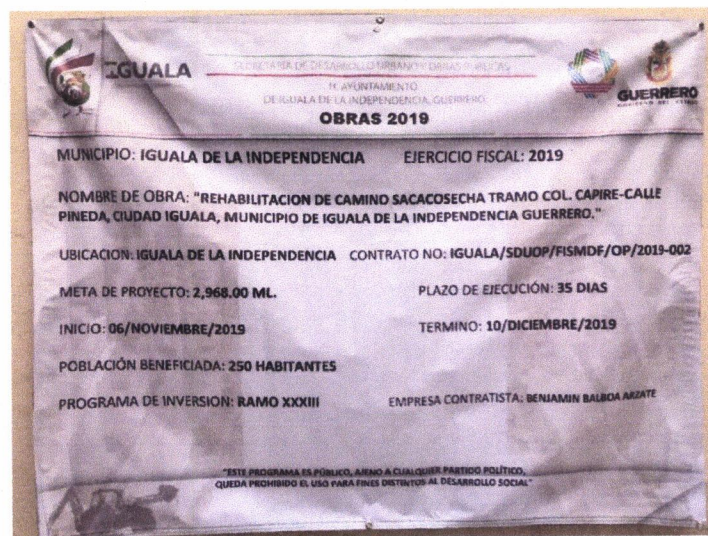 IGUALA
SECRETARIA DE DESARROLLO URBANO Y OBRAS PUBLICAS
H. AYUNTAMIENTO
DE IGUALA DE LA INDEPENDENCIA, GUERRERO
OBRAS 2019
GUERRERO
GOBIERNO DEL ESTADO
MUNICIPIO: IGUALA DE LA INDEPENDENCIA EJERCICIO FISCAL: 2019
NOMBRE DE OBRA: "REHABILITACION DE CAMINO SACACOSECHA TRAMO COL. CAPIRE-CALLE
PINEDA, CIUDAD IGUALA, MUNICIPIO DE IGUALA DE LA INDEPENDENCIA GUERRERO."
UBICACION: IGUALA DE LA INDEPENDENCIA CONTRATO NO: IGUALA/SDUOP/FISMDF/OP/2019-002
META DE PROYECTO: 2,968.00 ML. PLAZO DE EJECUCIÓN: 35 DIAS
INICIO: 06/NOVIEMBRE/2019 TERMINO: 10/DICIEMBRE/2019
POBLACIÓN BENEFICIADA: 250 HABITANTES
PROGRAMA DE INVERSION: RAMO XXXIII EMPRESA CONTRATISTA: BENJAMIN BALBOA ARZATE
"ESTE PROGRAMA ES PÚBLICO, AJENO A CUALQUIER PARTIDO POLÍTICO,
QUEDA PROHIBIDO EL USO PARA FINES DISTINTOS AL DESARROLLO SOCIAL"